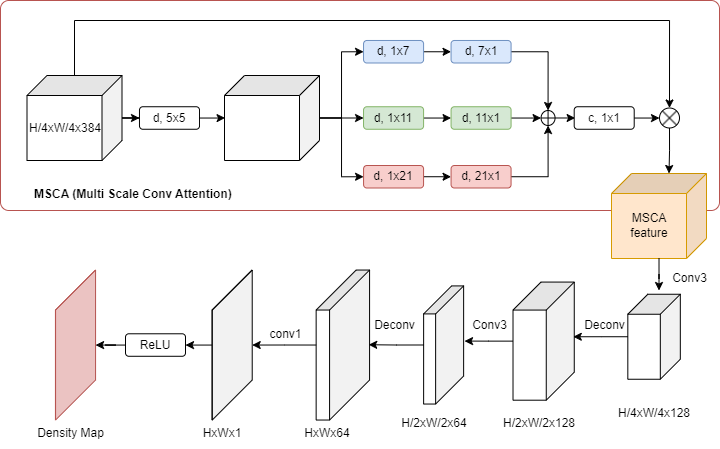 d, 1x7
d, 7x1
H/4xW/4x384
d, 5x5
d, 1x11
d, 11x1
c, 1x1
d, 1x21
d, 21x1
MSCA (Multi Scale Conv Attention)
MSCA
feature
Conv3
conv1
Deconv
Conv3
Deconv
ReLU
Density Map
HxWx1
HxWx64
H/2xW/2x64
H/2xW/2x128
H/4xW/4x128